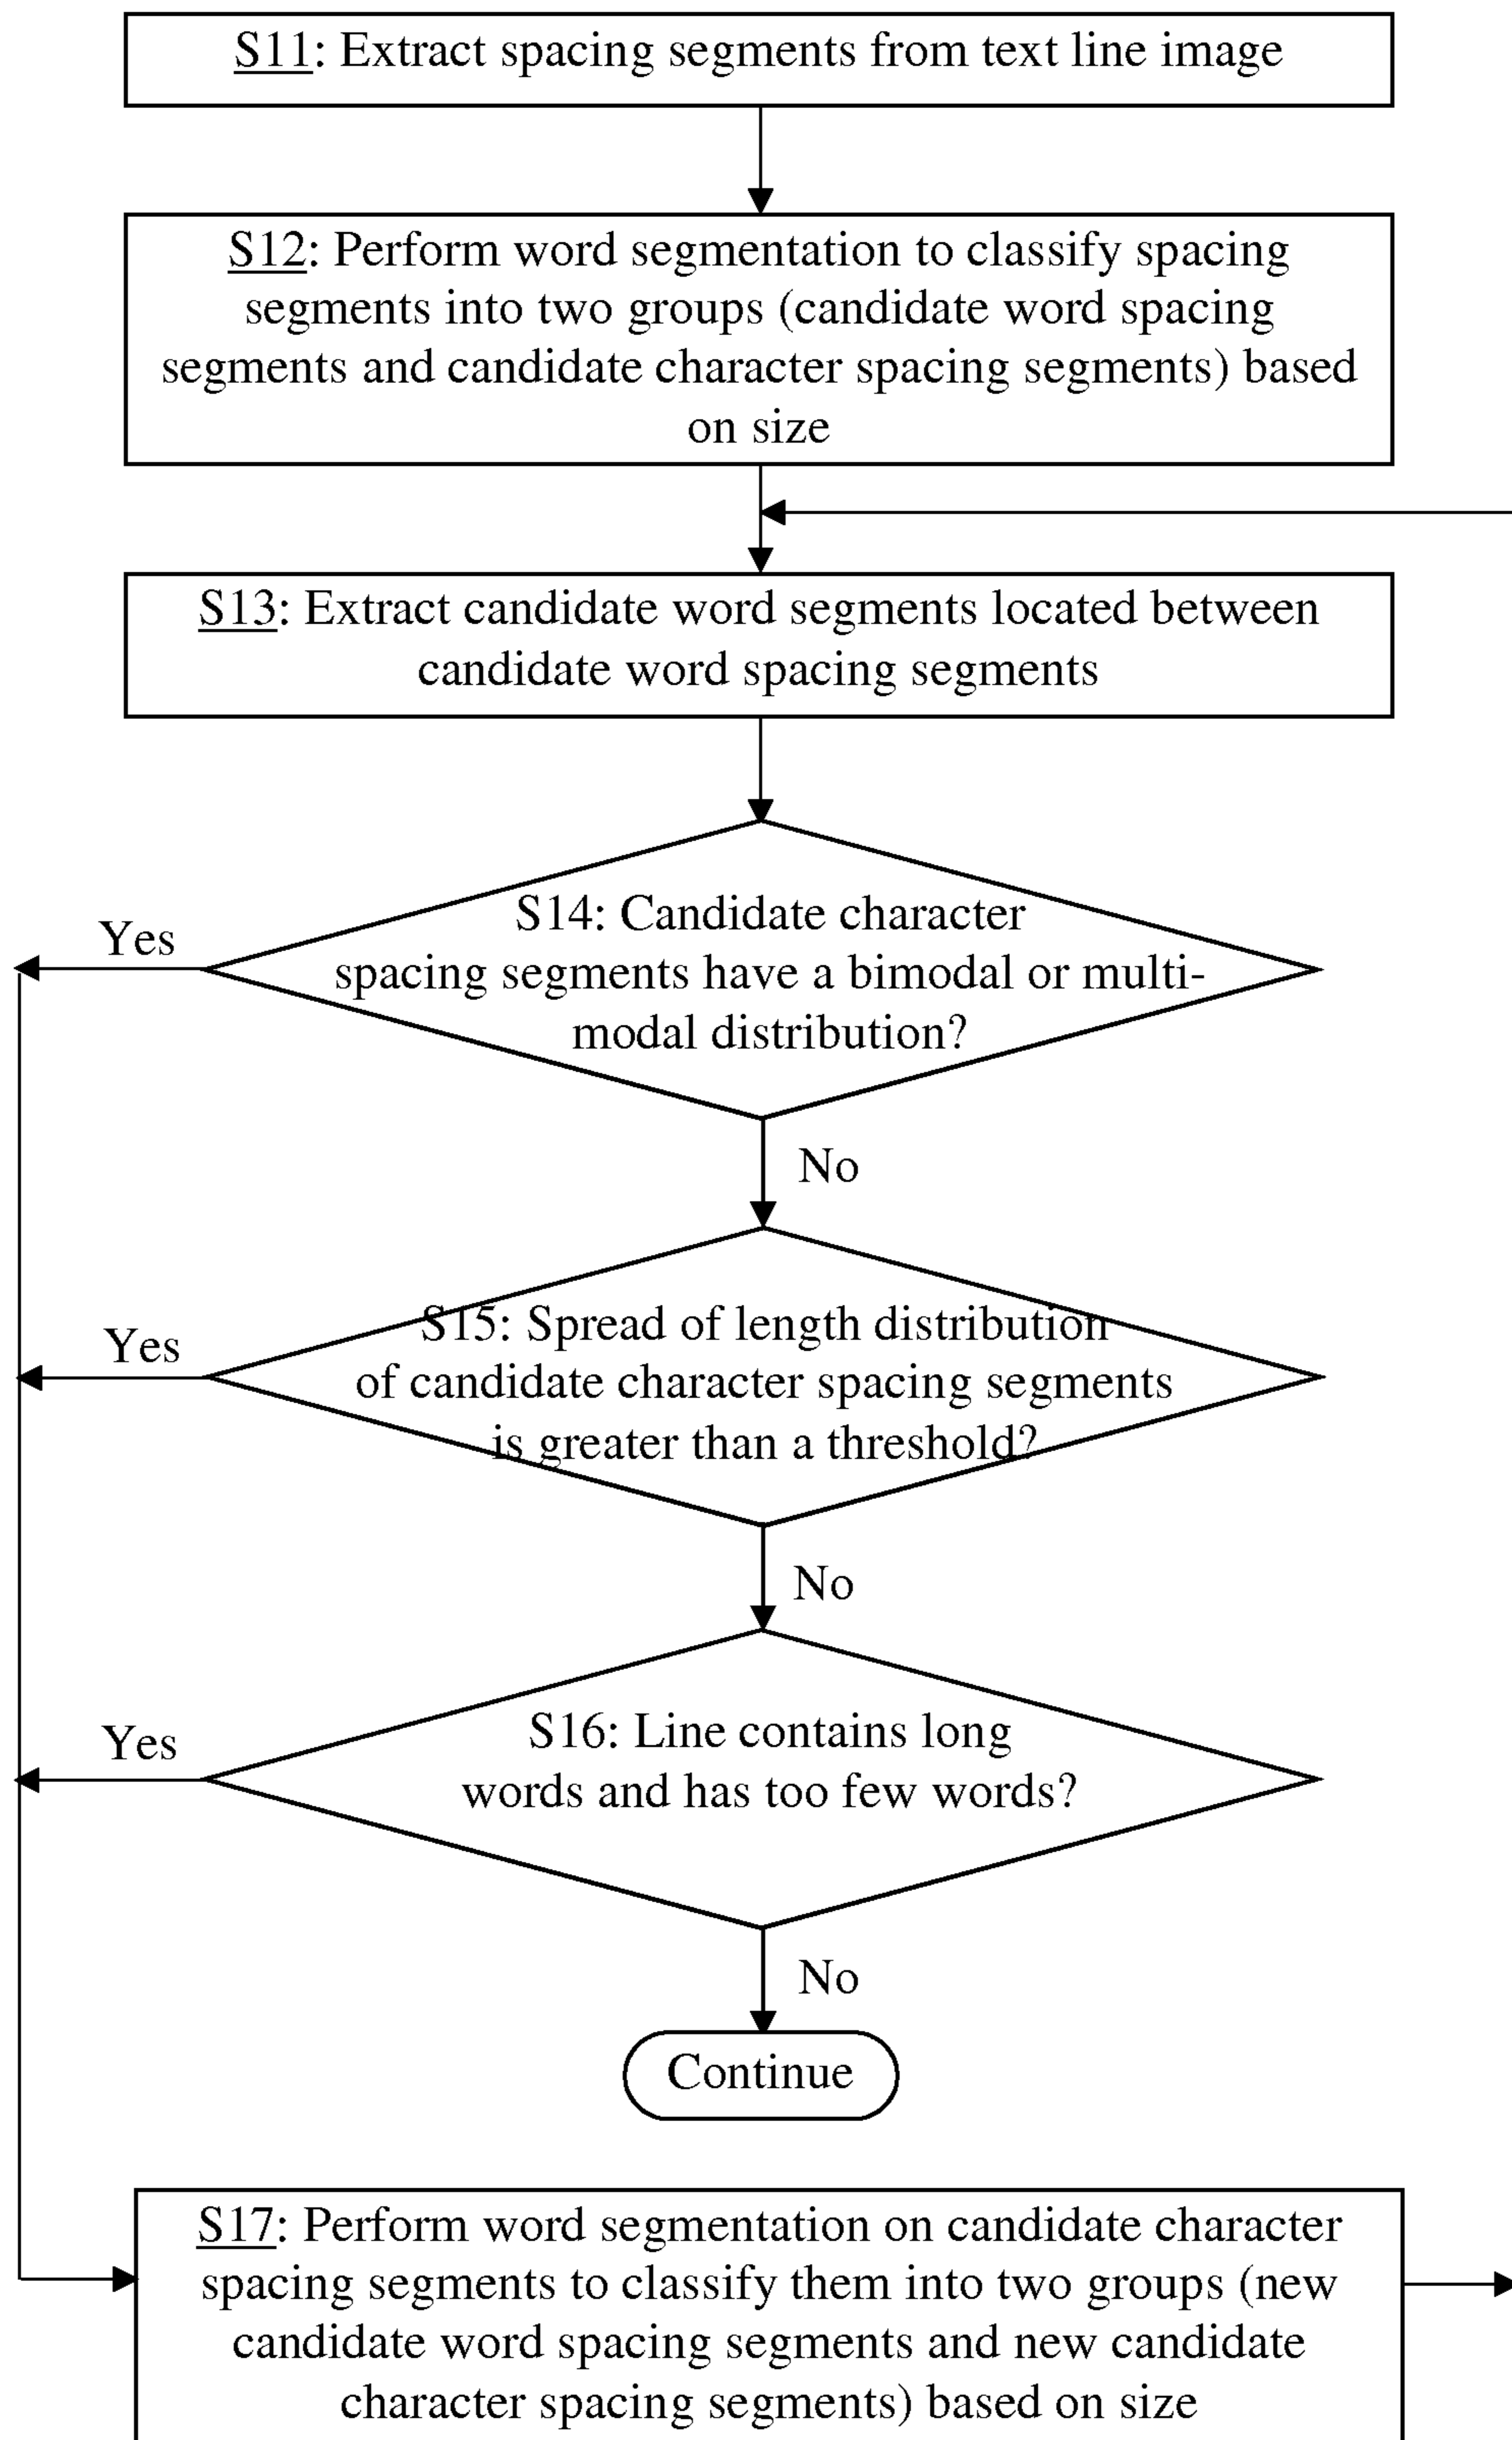 S11: Extract spacing segments from text line image
S12: Perform word segmentation to classify spacing
segments into two groups (candidate word spacing
segments and candidate character spacing segments) based
on size
S13: Extract candidate word segments located between
candidate word spacing segments
S14: Candidate character
spacing segments have a bimodal or multi-
modal distribution?
Yes
No
S15: Spread of length distribution
of candidate character spacing segments
is greater than a threshold?
Yes
No
S16: Line contains long
words and has too few words?
Yes
No
Continue
S17: Perform word segmentation on candidate character
spacing segments to classify them into two groups (new
candidate word spacing segments and new candidate
character spacing segments) based on size